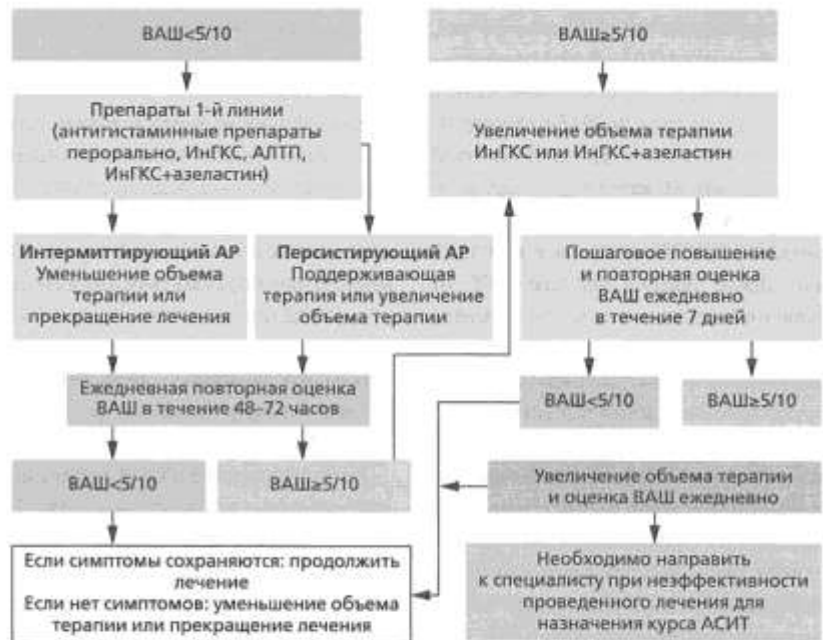 ВАШ<5/10
ВАШ≥5/10
Препараты 1-й линии
(антигистаминные препараты
перорально, ИнГКС, АЛТП,
ИнГКС+азеластин)
Увеличение объема терапии
ИнГКС или ИнГКС+азеластин
Интермиттирующий АР
Уменьшение объема
терапии или
прекращение лечения
Персистирующий АР
Поддерживающая
терапия или увеличение
объема терапии
Пошаговое повышение
и повторная оценка
ВАШ ежедневно
в течение 7 дней
Ежедневная повторная оценка
ВАШ в течение 48–72 часов
ВАШ<5/10
ВАШ≥5/10
ВАШ<5/10
ВАШ≥5/10
Увеличение объема терапии
и оценка ВАШ ежедневно
Если симптомы сохраняются: продолжить
лечение
Если нет симптомов: уменьшение объема
терапии или прекращение лечения
Необходимо направить
к специалисту при неэффективности
проведенного лечения для
назначения курса АСИТ